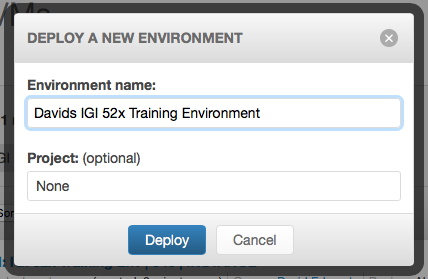 DEPLOY A NEW ENVIRONMENT
Environment name:
Davids IGI 52x Training Environment
Project: (optional)
None
Deploy
Cancel